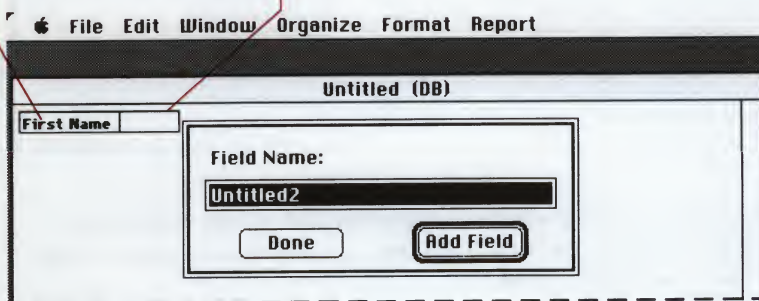 File Edit Window Organize Format Report
Untitled (DB)
First Name
Field Name:
Untitled2
Done Add Field